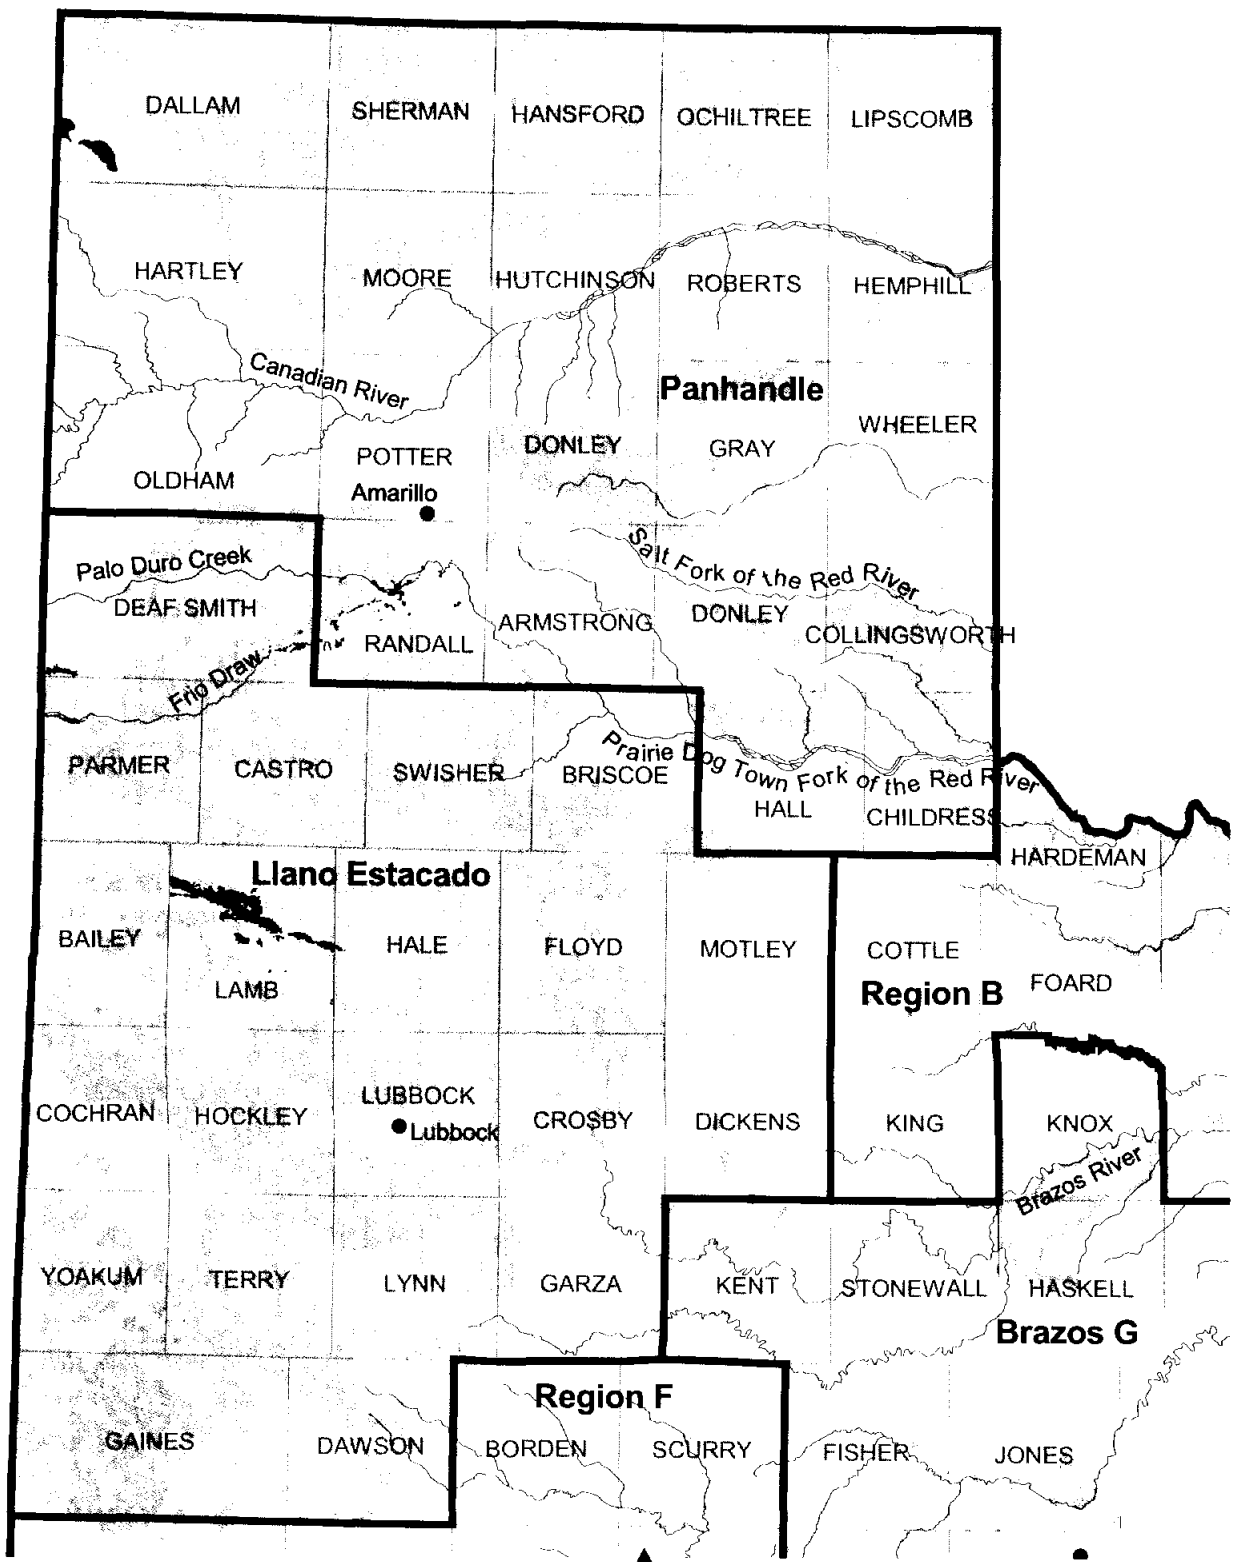 DALLAM
SHERMAN
HANSFORD
OCHILTREE
LIPSCOMB
HARTLEY
MOORE
HUTCHINSON
ROBERTS
HEMPHILL
Canadian River
Panhandle
OLDHAM
POTTER
Amarillo
DONLEY
GRAY
WHEELER
Palo Duro Creek
DEAF SMITH
Frio Draw
RANDALL
ARMSTRONG
Salt Fork of the Red River
DONLEY
COLLINGSWORTH
PARMER
CASTRO
SWISHER
BRISCOE
Prairie Dog Town Fork of the Red River
HALL
CHILDRESS
HARDEMAN
Llano Estacado
BAILEY
LAMB
HALE
FLOYD
MOTLEY
COTTLE
Region B
FOARD
COCHRAN
HOCKLEY
LUBBOCK
Lubbock
CROSBY
DICKENS
KING
KNOX
Brazos River
YOAKUM
TERRY
LYNN
GARZA
KENT
STONEWALL
HASKELL
Brazos G
Region F
GAINES
DAWSON
BORDEN
SCURRY
FISHER
JONES